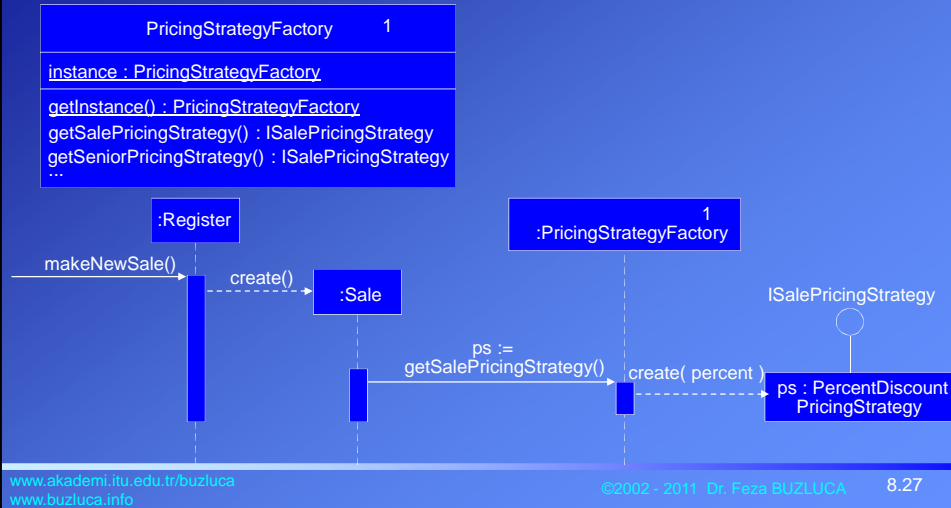 PricingStrategyFactory 1
instance : PricingStrategyFactory
getInstance() : PricingStrategyFactory
getSalePricingStrategy() : ISalePricingStrategy
getSeniorPricingStrategy() : ISalePricingStrategy
...
:Register
1
:PricingStrategyFactory
makeNewSale()
create()
:Sale
ISalePricingStrategy
ps :=
getSalePricingStrategy()
create( percent )
ps : PercentDiscount
PricingStrategy
www.akademi.itu.edu.tr/buzluca
www.buzluca.info
©2002 - 2011 Dr. Feza BUZLUCA
8.27